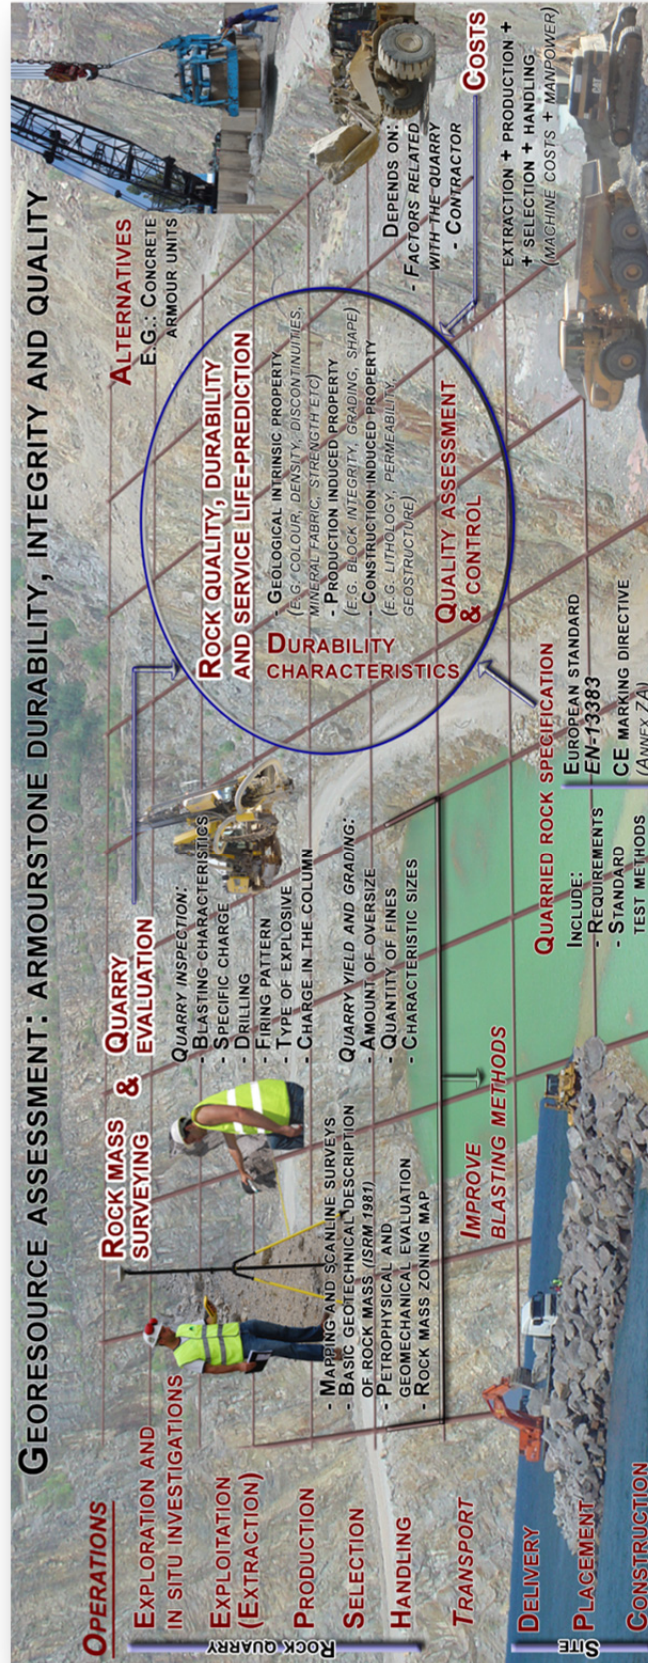 GEORESOURCE ASSESSMENT: ARMOURSTONE DURABILITY, INTEGRITY AND QUALITY
OPERATIONS
EXPLORATION AND
IN SITU INVESTIGATIONS
EXPLOITATION
(EXTRACTION)
PRODUCTION
SELECTION
HANDLING
TRANSPORT
DELIVERY
PLACEMENT
CONSTRUCTION
ROCK QUARRY
SITE
ROCK MASS
SURVEYING
&
QUARRY
EVALUATION
- MAPPING AND SCANLINE SURVEYS
- BASIC GEOTECHNICAL DESCRIPTION
OF ROCK MASS (ISRM 1981)
- PETROPHYSICAL AND
GEOMECHANICAL EVALUATION
- ROCK MASS ZONING MAP
QUARRY INSPECTION:
- BLASTING CHARACTERISTICS
- SPECIFIC CHARGE
- DRILLING
- FIRING PATTERN
- TYPE OF EXPLOSIVE
- CHARGE IN THE COLUMN
QUARRY YIELD AND GRADING:
- AMOUNT OF OVERSIZE
- QUANTITY OF FINES
- CHARACTERISTIC SIZES
IMPROVE
BLASTING METHODS
ROCK QUALITY, DURABILITY
AND SERVICE LIFE-PREDICTION
DURABILITY
CHARACTERISTICS
- GEOLOGICAL INTRINSIC PROPERTY
(E.G. COLOUR, DENSITY, DISCONTINUITIES,
MINERAL FABRIC, STRENGTH ETC)
- PRODUCTION INDUCED PROPERTY
(E.G. BLOCK INTEGRITY, GRADING, SHAPE)
- CONSTRUCTION INDUCED PROPERTY
(E.G. LITHOLOGY, PERMEABILITY,
GEOSTRUCTURE)
QUALITY ASSESSMENT
& CONTROL
QUARRIED ROCK SPECIFICATION
INCLUDE:
- REQUIREMENTS
- STANDARD
TEST METHODS
EUROPEAN STANDARD
EN-13383
CE MARKING DIRECTIVE
(ANNEX ZA)
ALTERNATIVES
E.G.: CONCRETE
ARMOUR UNITS
COSTS
DEPENDS ON:
- FACTORS RELATED
WITH THE QUARRY
- CONTRACTOR
EXTRACTION + PRODUCTION +
+ SELECTION + HANDLING
(MACHINE COSTS + MANPOWER)
CAT